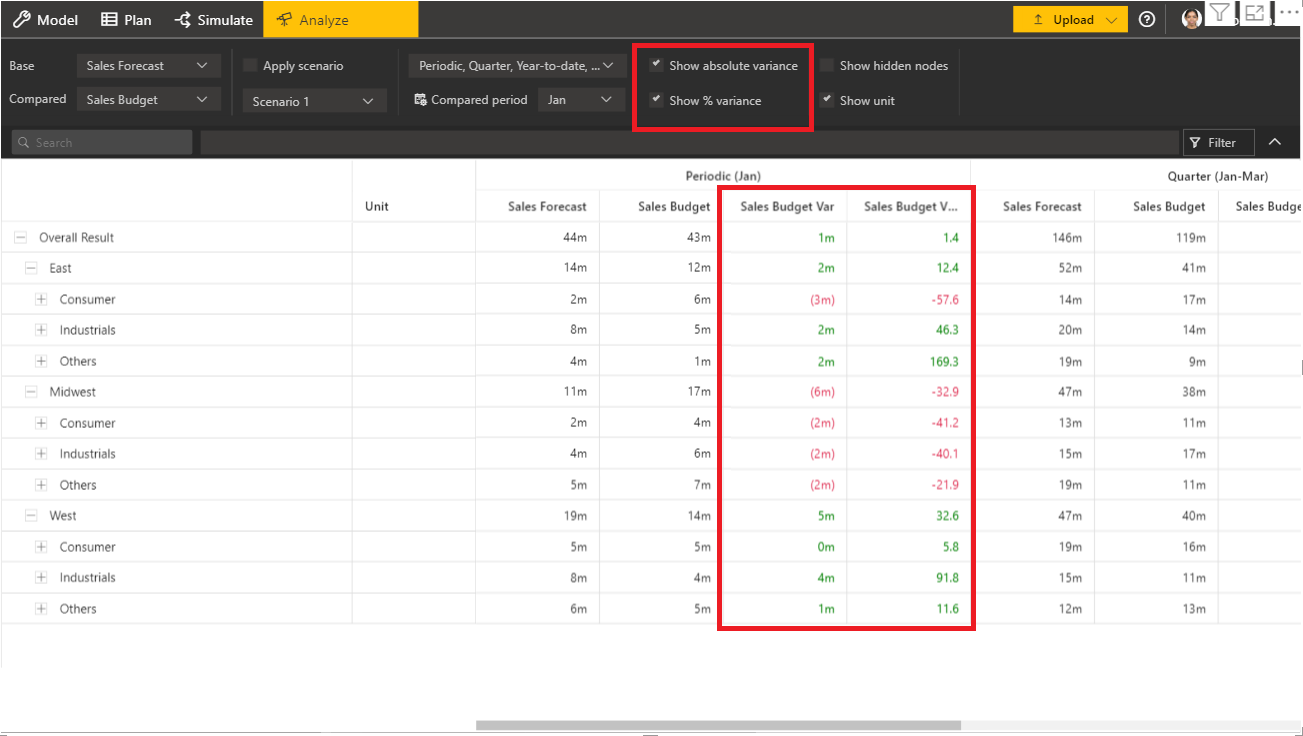 Model Plan Simulate Analyze Upload
Base Sales Forecast Apply scenario Periodic, Quarter, Year-to-date, ... Show absolute variance Show hidden nodes
Compared Sales Budget Scenario 1 Compared period Jan Show % variance Show unit
Search Filter
Periodic (Jan) Quarter (Jan-Mar)
Unit Sales Forecast Sales Budget Sales Budget Var Sales Budget V... Sales Forecast Sales Budget Sales Budge
Overall Result 44m 43m 1m 1.4 146m 119m
East 14m 12m 2m 12.4 52m 41m
Consumer 2m 6m (3m) -57.6 14m 17m
Industrials 8m 5m 2m 46.3 20m 14m
Others 4m 1m 2m 169.3 19m 9m
Midwest 11m 17m (6m) -32.9 47m 38m
Consumer 2m 4m (2m) -41.2 13m 11m
Industrials 4m 6m (2m) -40.1 15m 17m
Others 5m 7m (2m) -21.9 19m 11m
West 19m 14m 5m 32.6 47m 40m
Consumer 5m 5m 0m 5.8 19m 16m
Industrials 8m 4m 4m 91.8 15m 11m
Others 6m 5m 1m 11.6 12m 13m